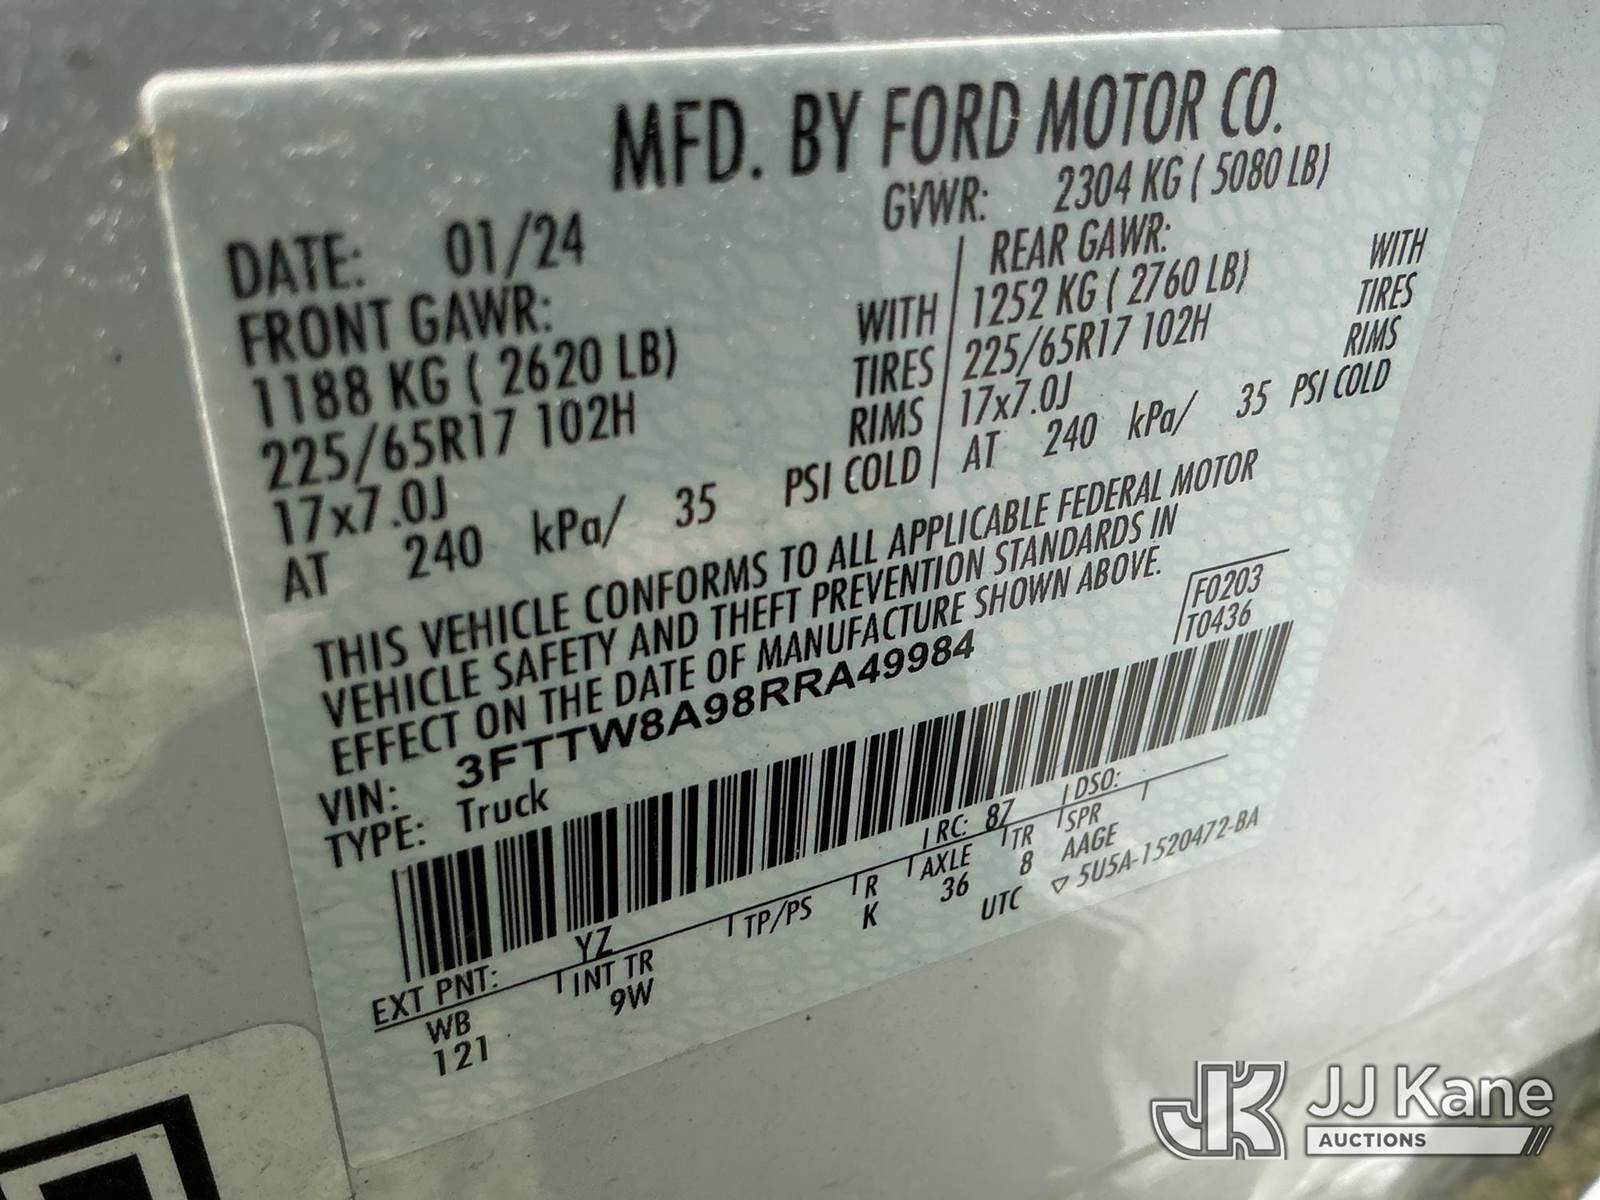 MFD. BY FORD MOTOR CO.
DATE: 01/24 GVWR: 2304 KG ( 5080 LB)
FRONT GAWR: REAR GAWR:
1188 KG ( 2620 LB) WITH 1252 KG ( 2760 LB) WITH
225/65R17 102H TIRES 225/65R17 102H TIRES
17x7.0J RIMS 17x7.0J RIMS
AT 240 kPa/ 35 PSI COLD AT 240 kPa/ 35 PSI COLD
THIS VEHICLE CONFORMS TO ALL APPLICABLE FEDERAL MOTOR
VEHICLE SAFETY AND THEFT PREVENTION STANDARDS IN
EFFECT ON THE DATE OF MANUFACTURE SHOWN ABOVE.
VIN: 3FTTW8A98RRA49984 F0203
TYPE: Truck T0436
EXT PNT: YZ RC: 87 DSO:
WB INT TR TP/PS R AXLE TR SPR
121 9W K 36 8 AAGE
UTC ▽ 5U5A-1520472-BA
JJ Kane
AUCTIONS